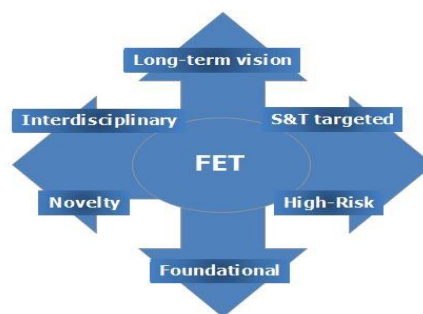 Long-term vision
Interdisciplinary
S&T targeted
FET
Novelty
High-Risk
Foundational